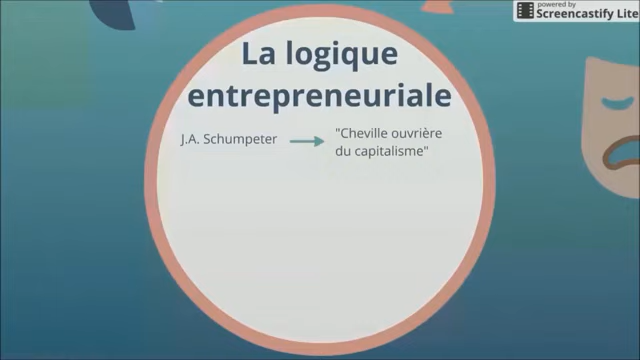 powered by
Screencastify Lite
La logique
entrepreneuriale
J.A. Schumpeter
"Cheville ouvrière
du capitalisme"